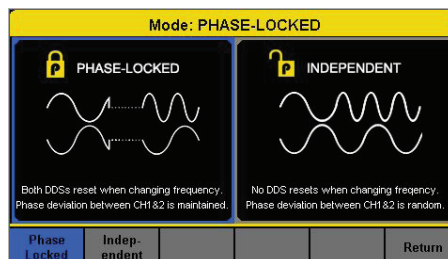 Mode: PHASE-LOCKED
P PHASE-LOCKED
Both DDSs reset when changing frequency.
Phase deviation between CH1&2 is maintained.
P INDEPENDENT
No DDS resets when changing freqency.
Phase deviation between CH1&2 is random.
Phase
Locked
Indep-
endent
Return